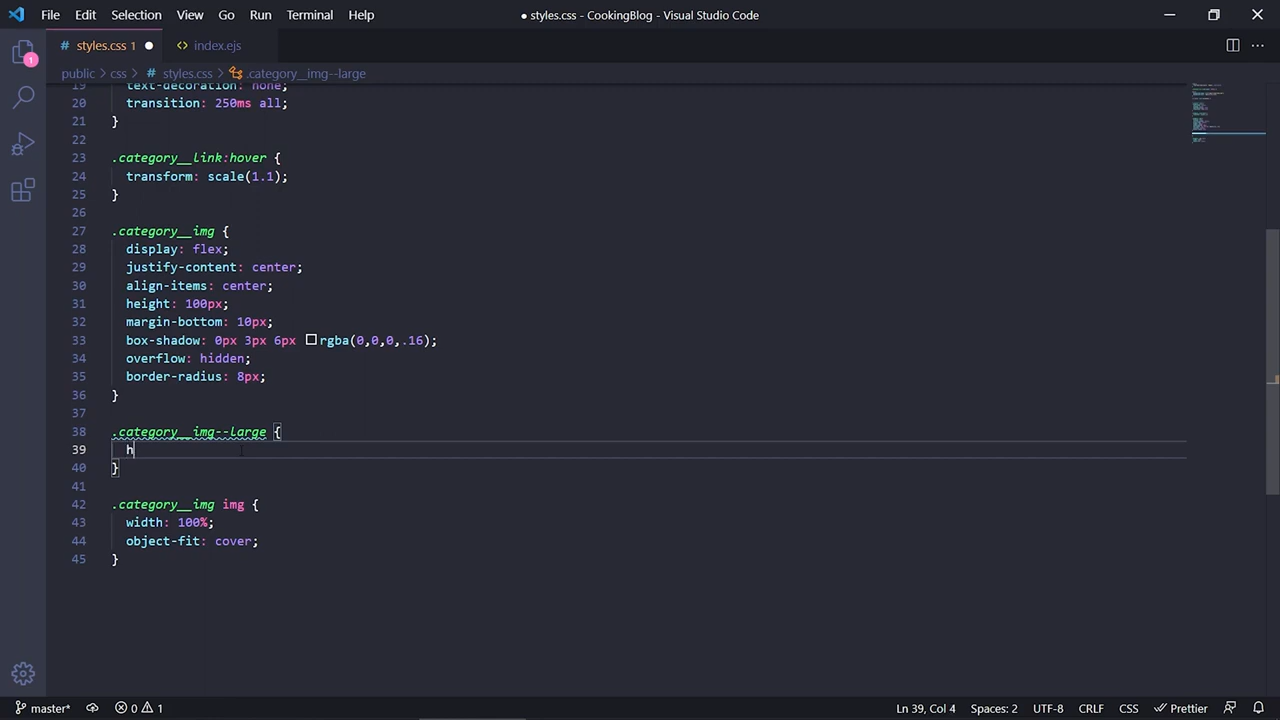 File Edit Selection View Go Run Terminal Help
● styles.css - CookingBlog - Visual Studio Code
# styles.css 1 ●
<> index.ejs
1
public > css > # styles.css > .category__img--large
19 text-decoration: none;
20 transition: 250ms all;
21 }
22
23 .category__link:hover {
24 transform: scale(1.1);
25 }
26
27 .category__img {
28 display: flex;
29 justify-content: center;
30 align-items: center;
31 height: 100px;
32 margin-bottom: 10px;
33 box-shadow: 0px 3px 6px rgba(0,0,0,.16);
34 overflow: hidden;
35 border-radius: 8px;
36 }
37
38 .category__img--large {
39 h
40 }
41
42 .category__img img {
43 width: 100%;
44 object-fit: cover;
45 }
master* 0 1 Ln 39, Col 4 Spaces: 2 UTF-8 CRLF CSS Prettier